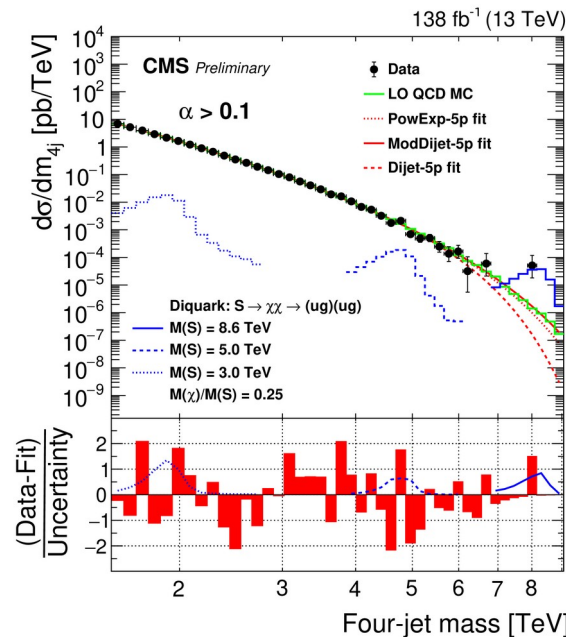 138 fb⁻¹ (13 TeV)
dσ/dm₄ⱼ [pb/TeV]
10⁴
10³
10²
10
1
10⁻¹
10⁻²
10⁻³
10⁻⁴
10⁻⁵
10⁻⁶
10⁻⁷
10⁻⁸
10⁻⁹
CMS Preliminary
α > 0.1
Data
LO QCD MC
PowExp-5p fit
ModDijet-5p fit
Dijet-5p fit
Diquark: S → χχ → (ug)(ug)
M(S) = 8.6 TeV
M(S) = 5.0 TeV
M(S) = 3.0 TeV
M(χ)/M(S) = 0.25
(Data-Fit)
Uncertainty
2
1
0
-1
-2
2 3 4 5 6 7 8
Four-jet mass [TeV]